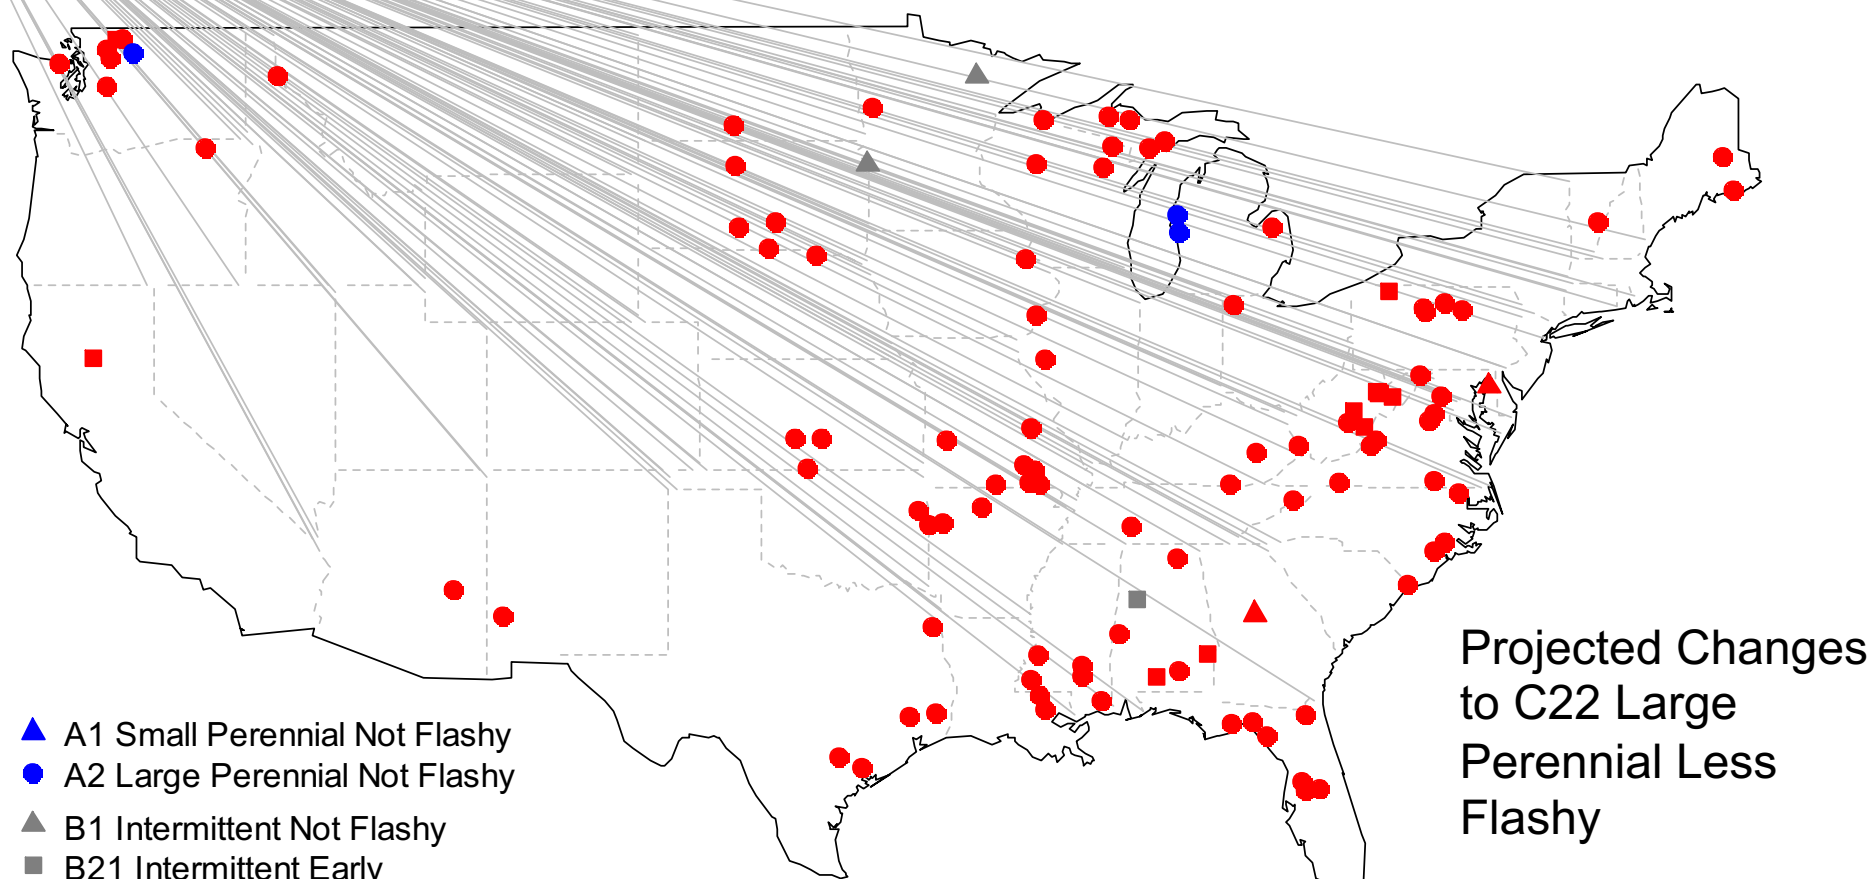 Projected Changes
to C22 Large
Perennial Less
Flashy
A1 Small Perennial Not Flashy
A2 Large Perennial Not Flashy
B1 Intermittent Not Flashy
B21 Intermittent Early